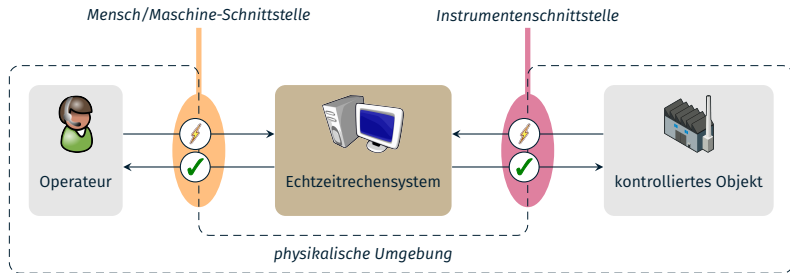 Mensch/Maschine-Schnittstelle
Instrumentenschnittstelle
Operateur
Echtzeitrechensystem
kontrolliertes Objekt
physikalische Umgebung